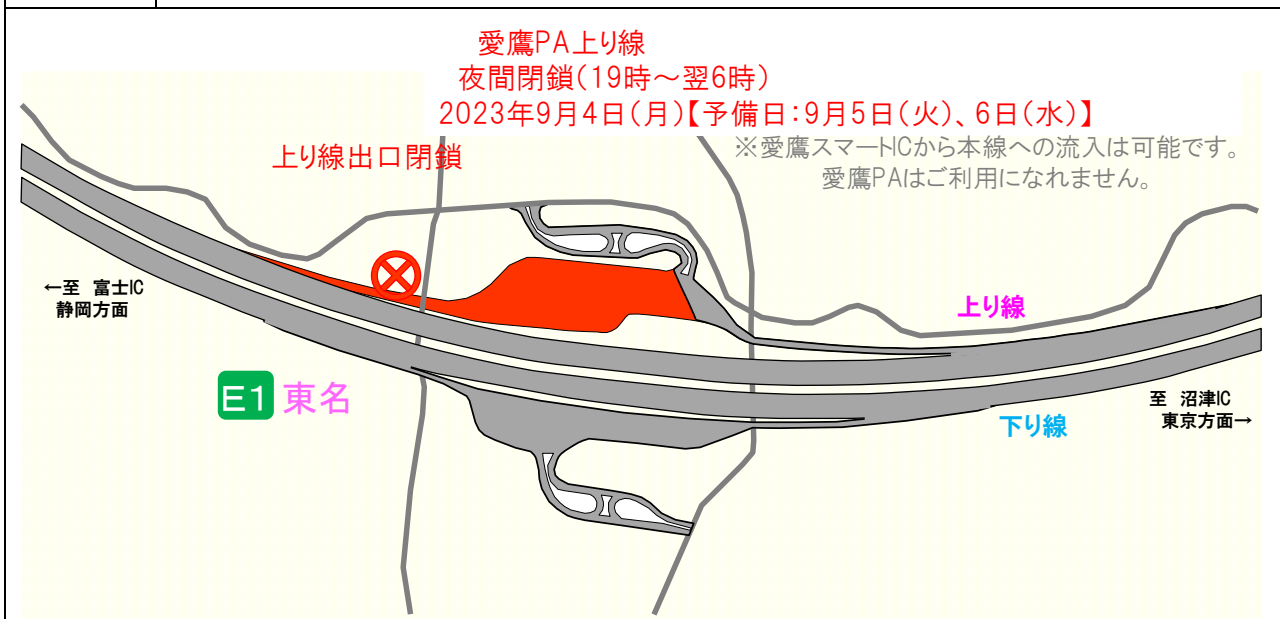 愛鷹PA上り線
夜間閉鎖(19時～翌6時)
2023年9月4日(月)【予備日:9月5日(火)、6日(水)】
※愛鷹スマートICから本線への流入は可能です。
愛鷹PAはご利用になれません。
上り線出口閉鎖
←至 富士IC
静岡方面
上り線
E1 東名
至 沼津IC
東京方面→
下り線